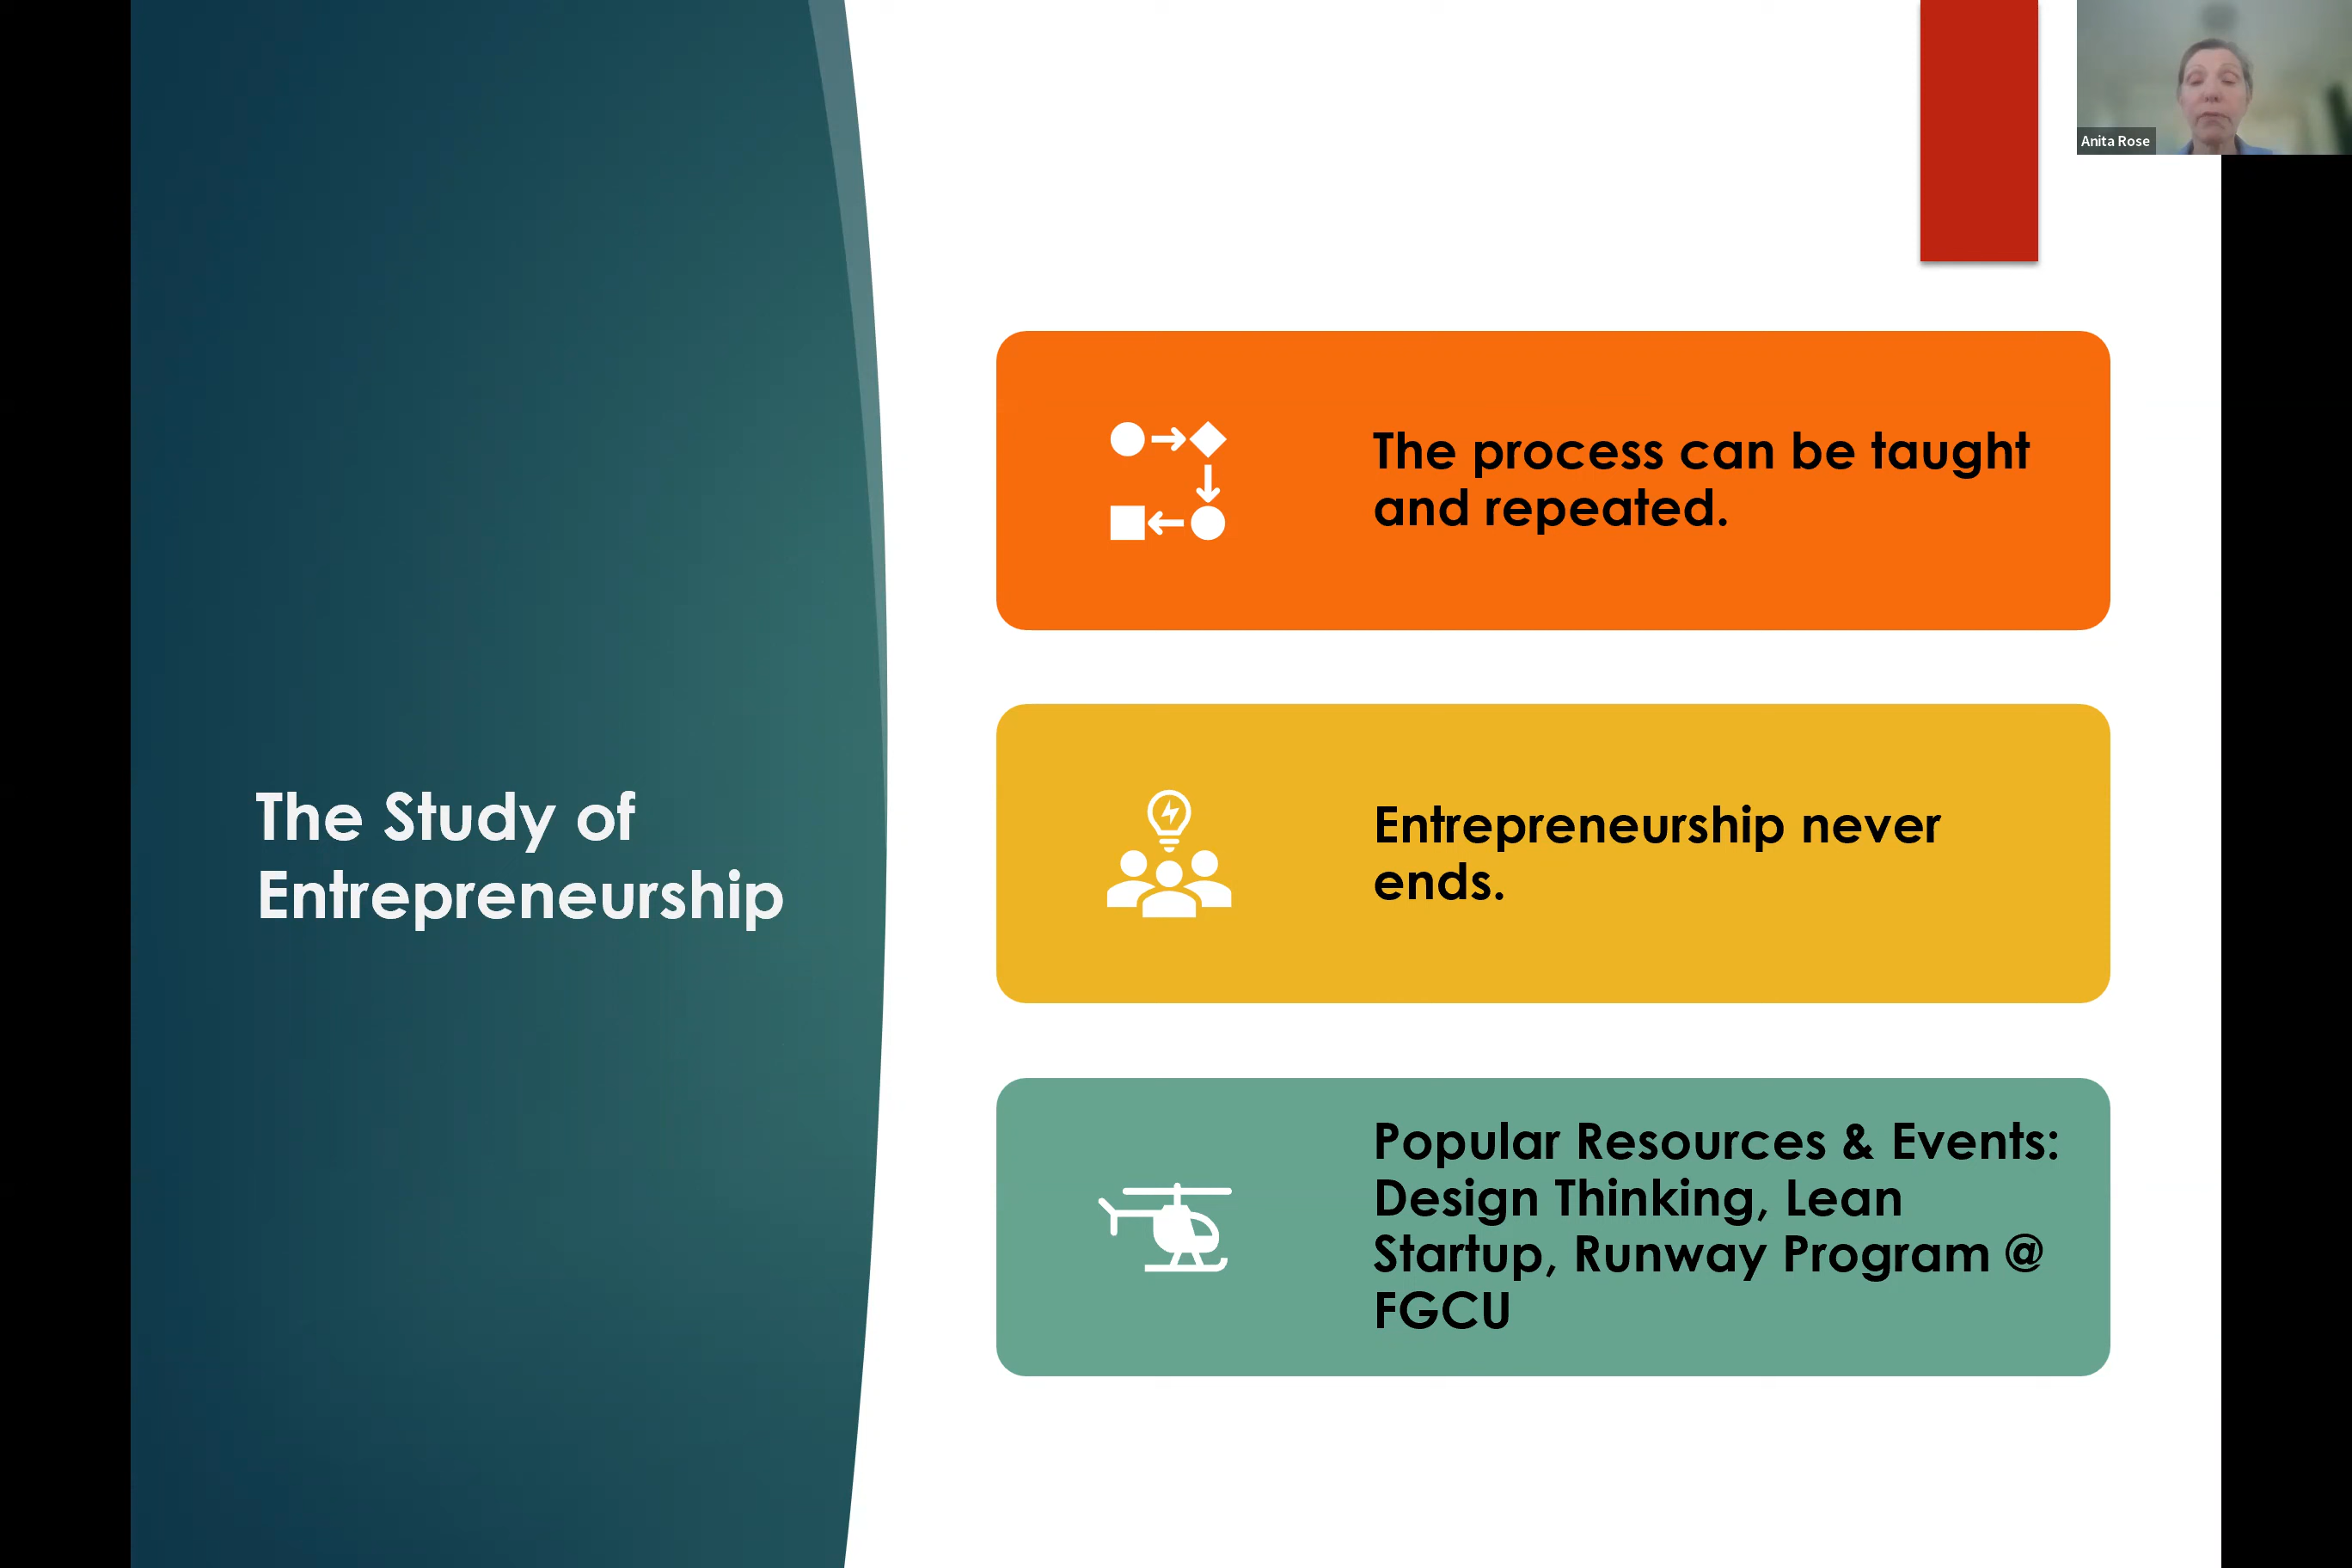 Anita Rose
The Study of
Entrepreneurship
The process can be taught
and repeated.
Entrepreneurship never
ends.
Popular Resources & Events:
Design Thinking, Lean
Startup, Runway Program @
FGCU